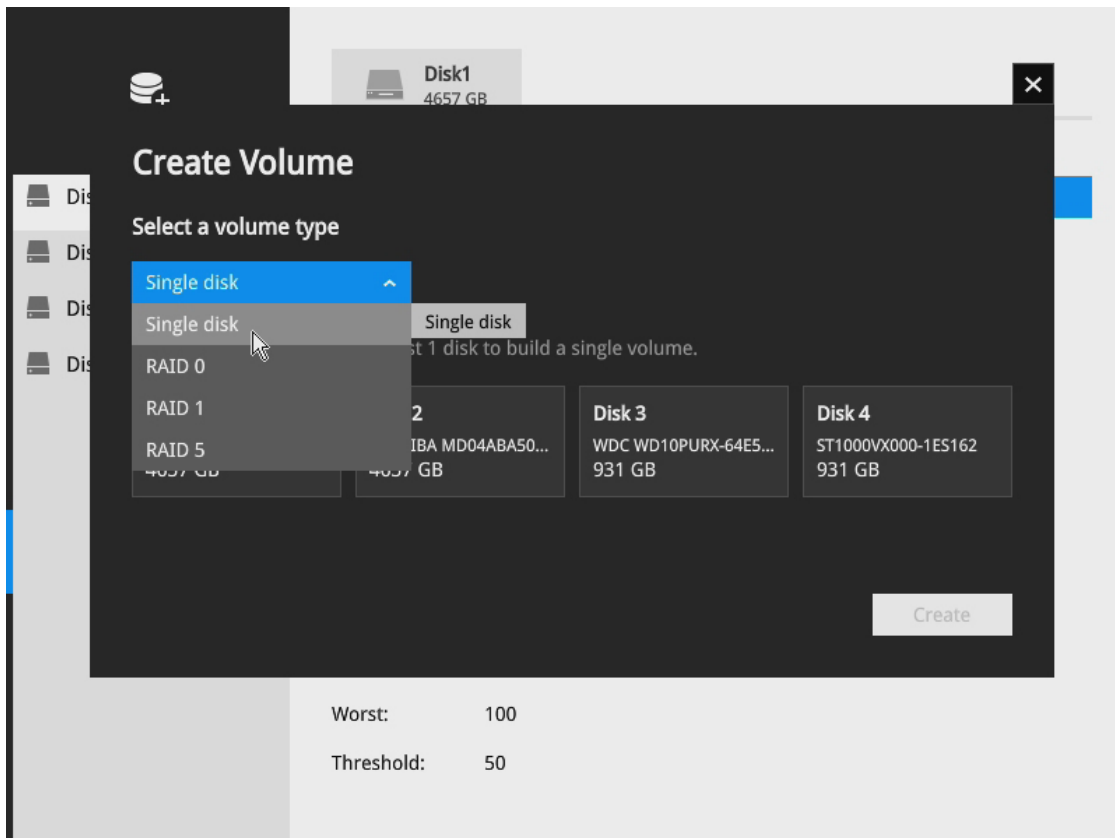 Disk1
4657 GB
Create Volume
Select a volume type
Single disk
Single disk
Single disk
1 disk to build a single volume.
RAID 0
RAID 1
RAID 5
2
MD04ABA50...
GB
Disk 3
WDC WD10PURX-64E5...
931 GB
Disk 4
ST1000VX000-1ES162
931 GB
Create
Worst: 100
Threshold: 50